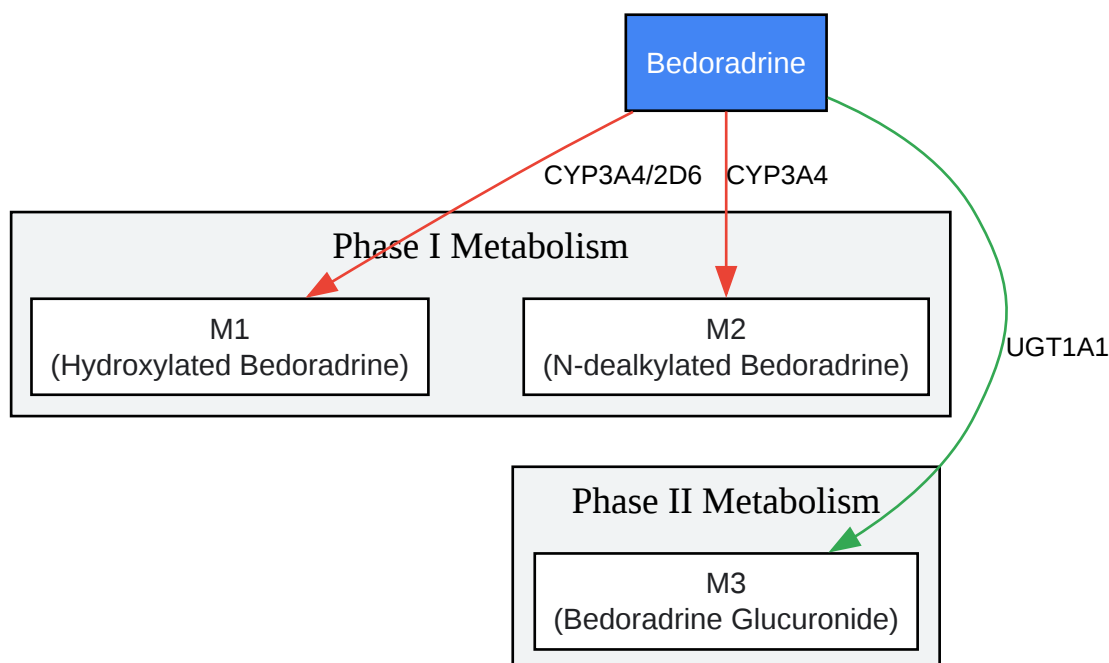 Bedoradrine
CYP3A4/2D6
CYP3A4
Phase I Metabolism
M1
(Hydroxylated Bedoradrine)
M2
(N-dealkylated Bedoradrine)
UGT1A1
Phase II Metabolism
M3
(Bedoradrine Glucuronide)